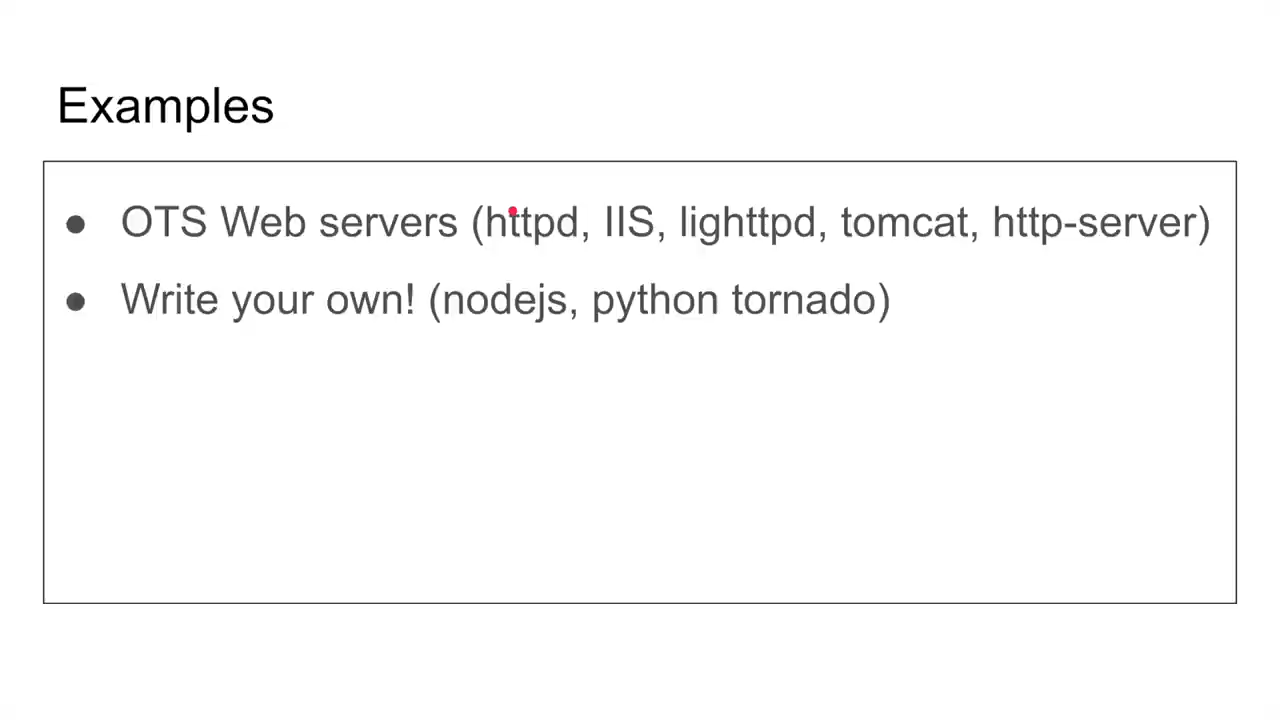 Examples
● OTS Web servers (httpd, IIS, lighttpd, tomcat, http-server)
● Write your own! (nodejs, python tornado)